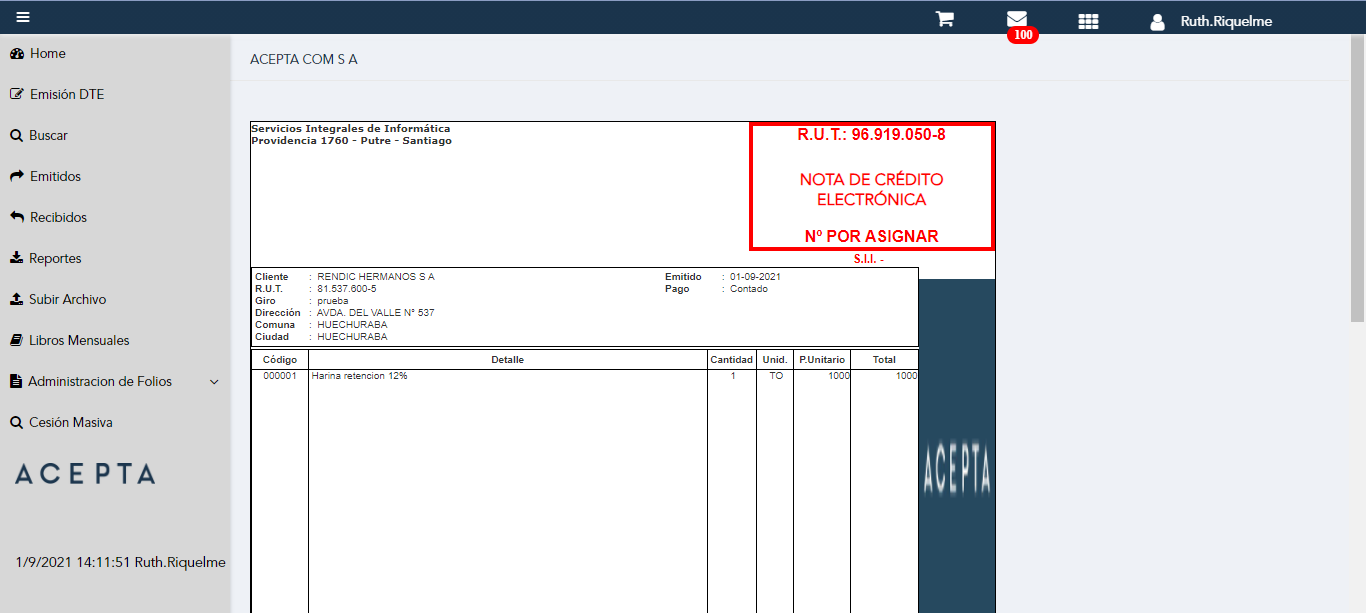 Ruth.Riquelme
100
Home
Emisión DTE
Buscar
Emitidos
Recibidos
Reportes
Subir Archivo
Libros Mensuales
Administracion de Folios
Cesión Masiva
ACEPTA
1/9/2021 14:11:51 Ruth.Riquelme
ACEPTA COM S A
Servicios Integrales de Informática
Providencia 1760 - Putre - Santiago
R.U.T.: 96.919.050-8
NOTA DE CRÉDITO
ELECTRÓNICA
Nº POR ASIGNAR
S.I.I. -
Cliente : RENDIC HERMANOS S A Emitido : 01-09-2021
R.U.T. : 81.537.600-5 Pago : Contado
Giro : prueba
Dirección : AVDA. DEL VALLE N° 537
Comuna : HUECHURABA
Ciudad : HUECHURABA
Código Detalle Cantidad Unid. P.Unitario Total
000001 Harina retencion 12% 1 TO 1000 1000
ACEPTA